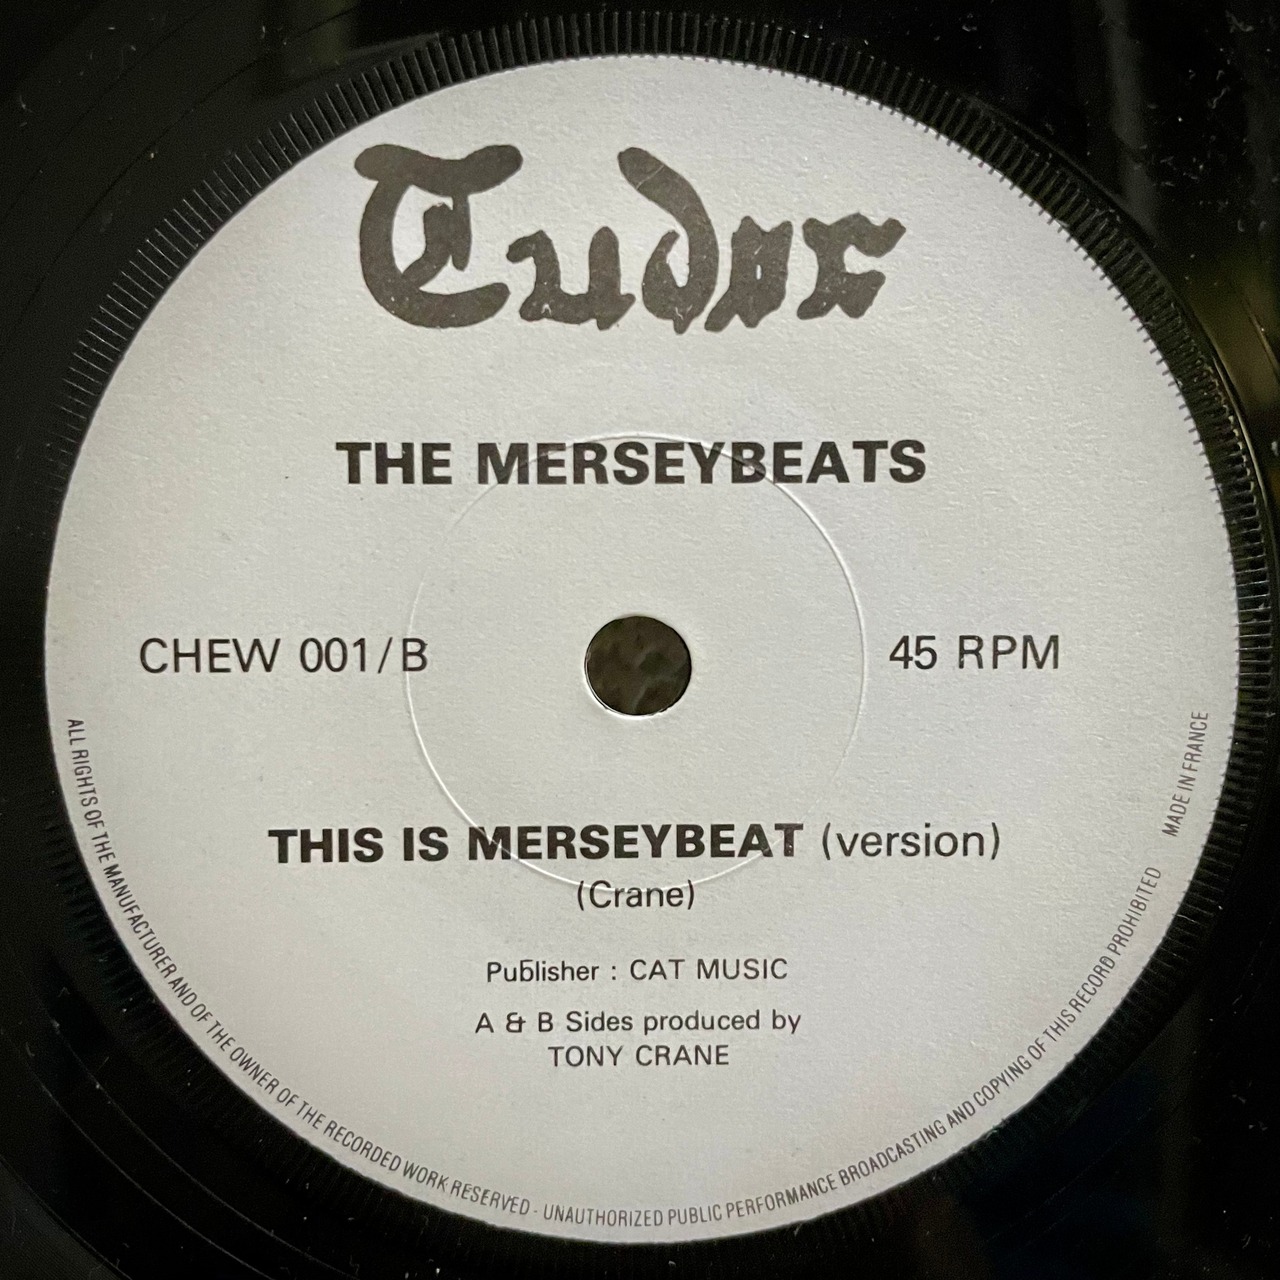 Tudor
THE MERSEYBEATS
CHEW 001/B
45 RPM
THIS IS MERSEYBEAT (version)
(Crane)
Publisher : CAT MUSIC
A & B Sides produced by
TONY CRANE
ALL RIGHTS OF THE MANUFACTURER AND OF THE OWNER OF THE RECORDED WORK RESERVED - UNAUTHORIZED PUBLIC PERFORMANCE BROADCASTING AND COPYING OF THIS RECORD PROHIBITED MADE IN FRANCE